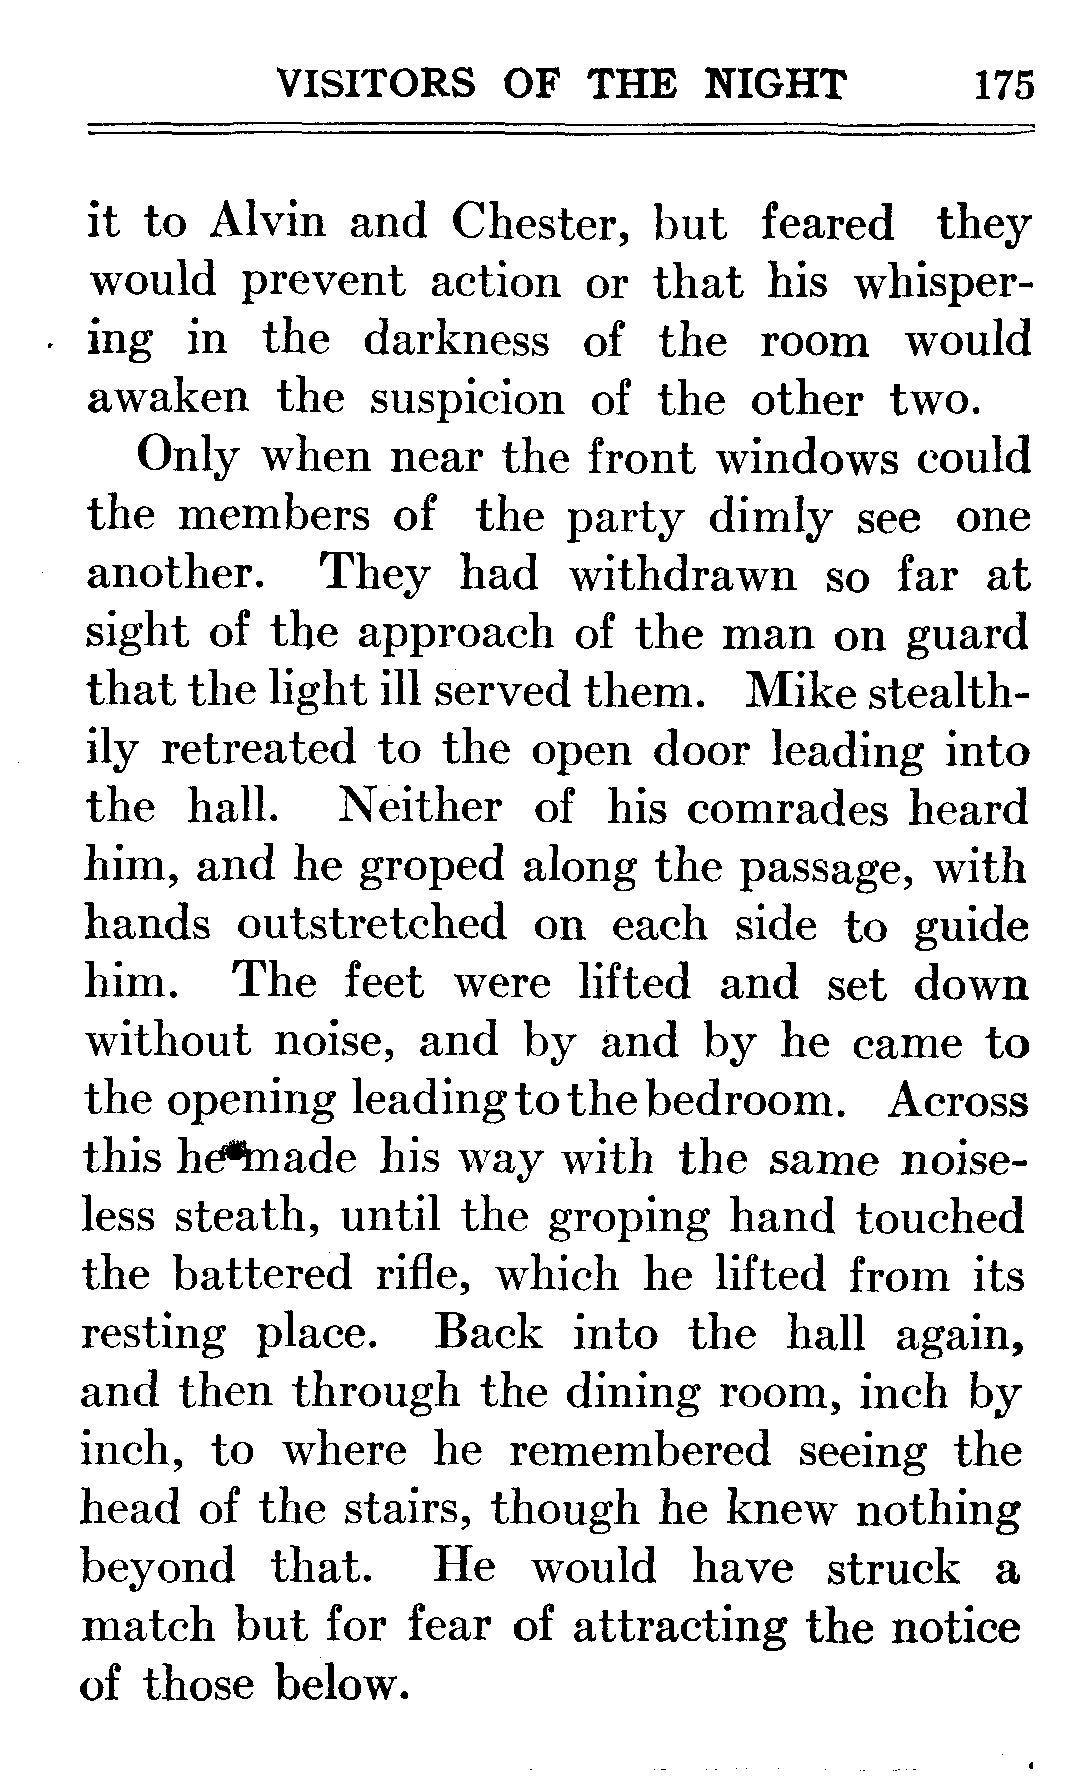 VISITORS OF THE NIGHT 175
it to Alvin and Chester, but feared they
would prevent action or that his whisper-
ing in the darkness of the room would
awaken the suspicion of the other two.
Only when near the front windows could
the members of the party dimly see one
another. They had withdrawn so far at
sight of the approach of the man on guard
that the light ill served them. Mike stealth-
ily retreated to the open door leading into
the hall. Neither of his comrades heard
him, and he groped along the passage, with
hands outstretched on each side to guide
him. The feet were lifted and set down
without noise, and by and by he came to
the opening leading to the bedroom. Across
this he made his way with the same noise-
less steath, until the groping hand touched
the battered rifle, which he lifted from its
resting place. Back into the hall again,
and then through the dining room, inch by
inch, to where he remembered seeing the
head of the stairs, though he knew nothing
beyond that. He would have struck a
match but for fear of attracting the notice
of those below.